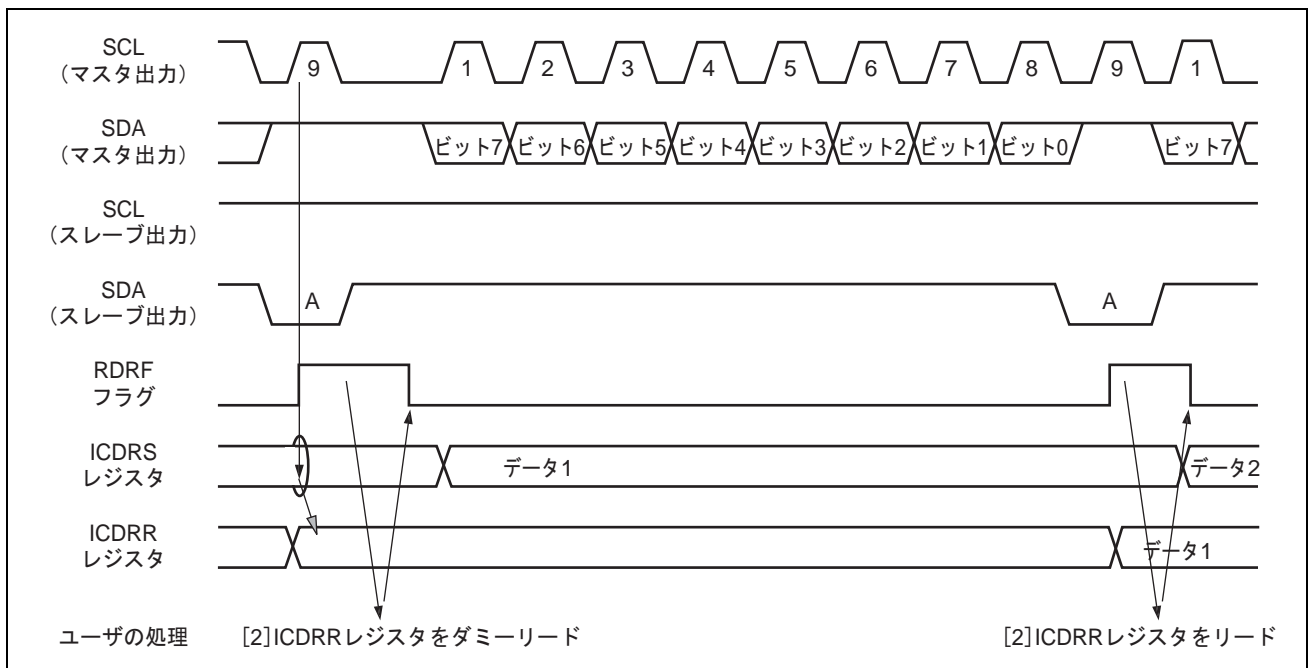 SCL
（マスタ出力）
9
1
2
3
4
5
6
7
8
9
1
SDA
（マスタ出力）
ビット7
ビット6
ビット5
ビット4
ビット3
ビット2
ビット1
ビット0
ビット7
SCL
（スレーブ出力）
SDA
（スレーブ出力）
A
A
RDRF
フラグ
ICDRS
レジスタ
データ1
データ2
ICDRR
レジスタ
データ1
ユーザの処理
[2]ICDRRレジスタをダミーリード
[2]ICDRRレジスタをリード